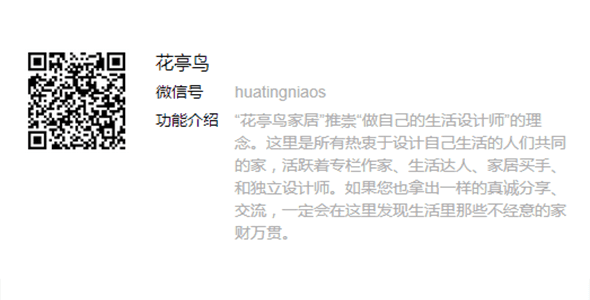 花亭鸟
微信号 huatingniaos
功能介绍 “花亭鸟家居”推崇“做自己的生活设计师”的理
念。这里是所有热衷于设计自己生活的人们共同
的家，活跃着专栏作家、生活达人、家居买手、
和独立设计师。如果您也拿出一样的真诚分享、
交流，一定会在这里发现生活里那些不经意的家
财万贯。